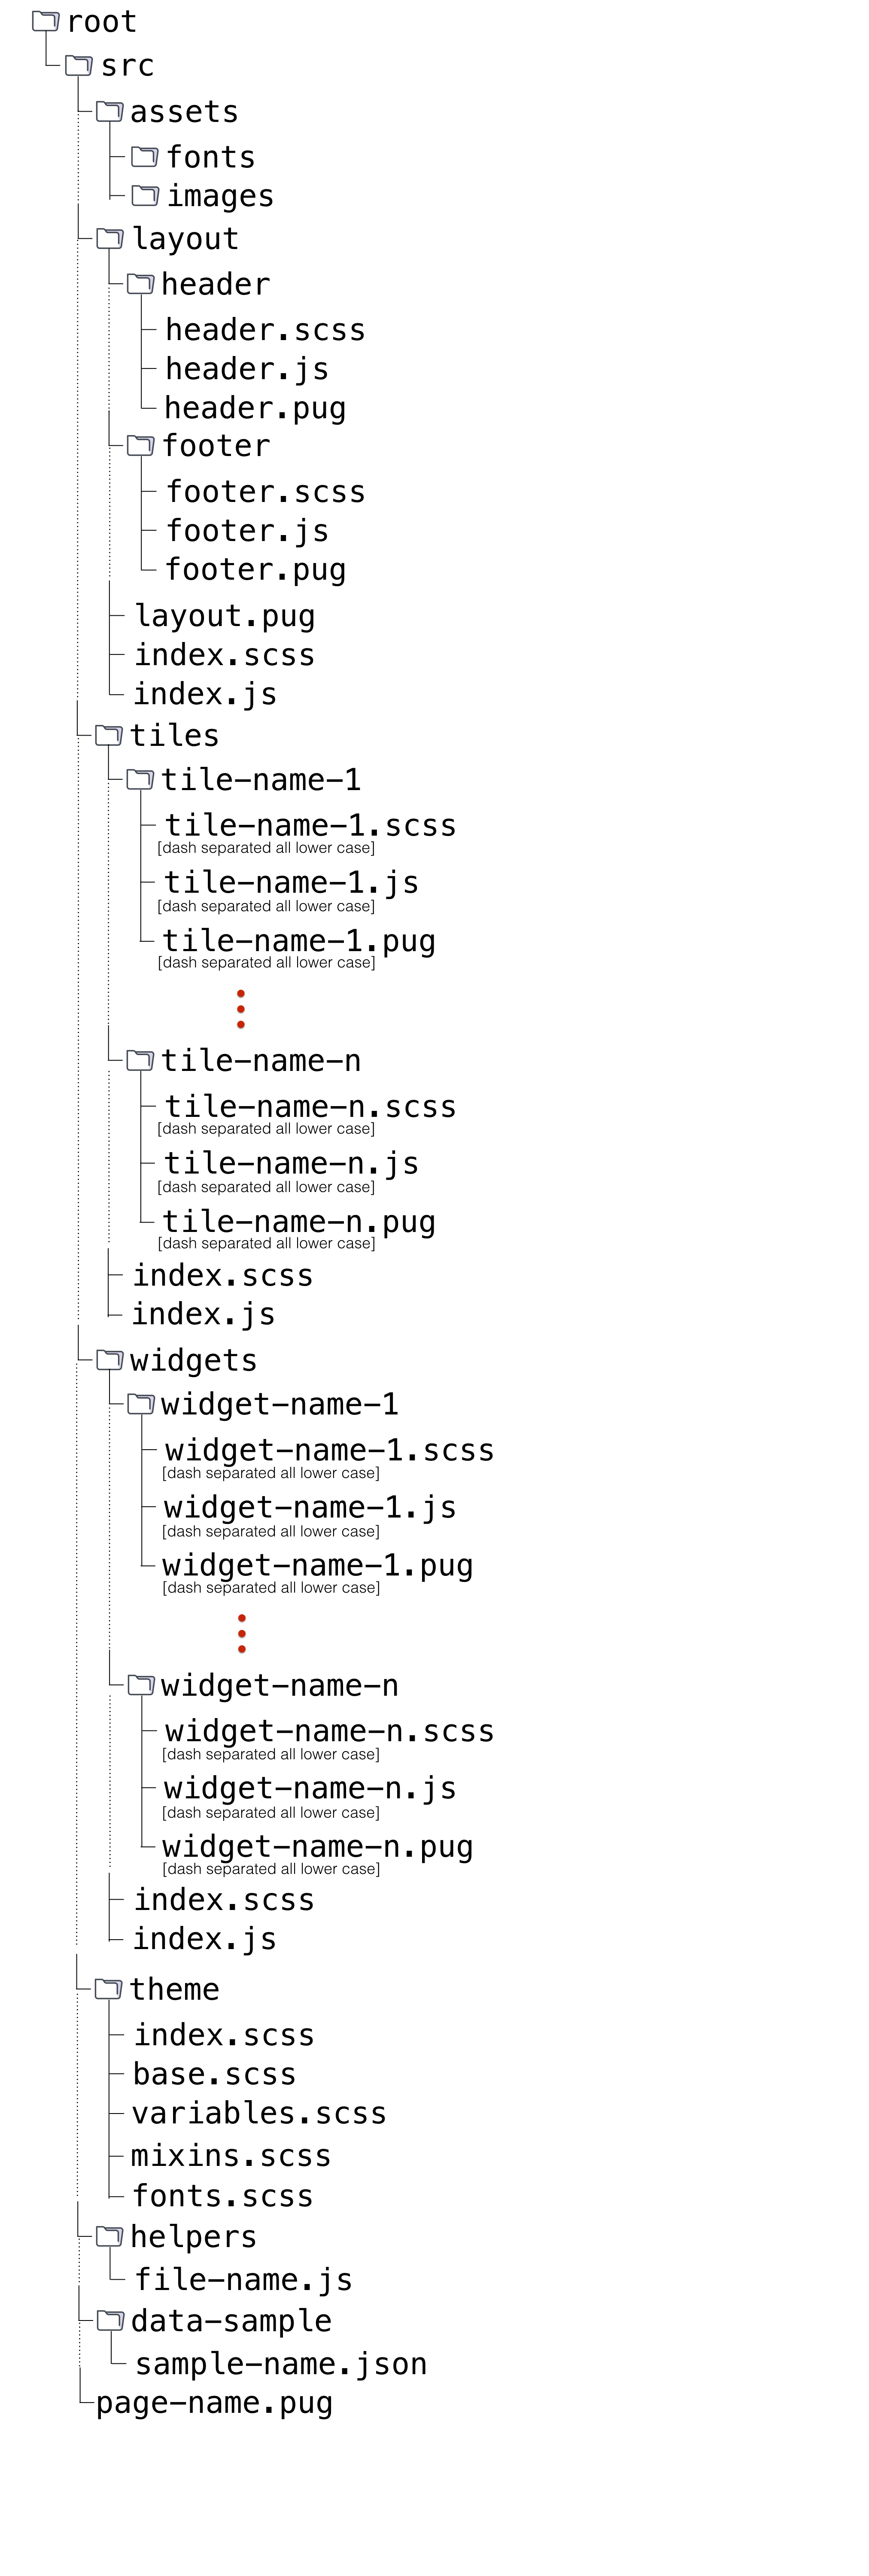 root
src
assets
fonts
images
layout
header
header.scss
header.js
header.pug
footer
footer.scss
footer.js
footer.pug
layout.pug
index.scss
index.js
tiles
tile-name-1
tile-name-1.scss
[dash separated all lower case]
tile-name-1.js
[dash separated all lower case]
tile-name-1.pug
[dash separated all lower case]
tile-name-n
tile-name-n.scss
[dash separated all lower case]
tile-name-n.js
[dash separated all lower case]
tile-name-n.pug
[dash separated all lower case]
index.scss
index.js
widgets
widget-name-1
widget-name-1.scss
[dash separated all lower case]
widget-name-1.js
[dash separated all lower case]
widget-name-1.pug
[dash separated all lower case]
widget-name-n
widget-name-n.scss
[dash separated all lower case]
widget-name-n.js
[dash separated all lower case]
widget-name-n.pug
[dash separated all lower case]
index.scss
index.js
theme
index.scss
base.scss
variables.scss
mixins.scss
fonts.scss
helpers
file-name.js
data-sample
sample-name.json
page-name.pug